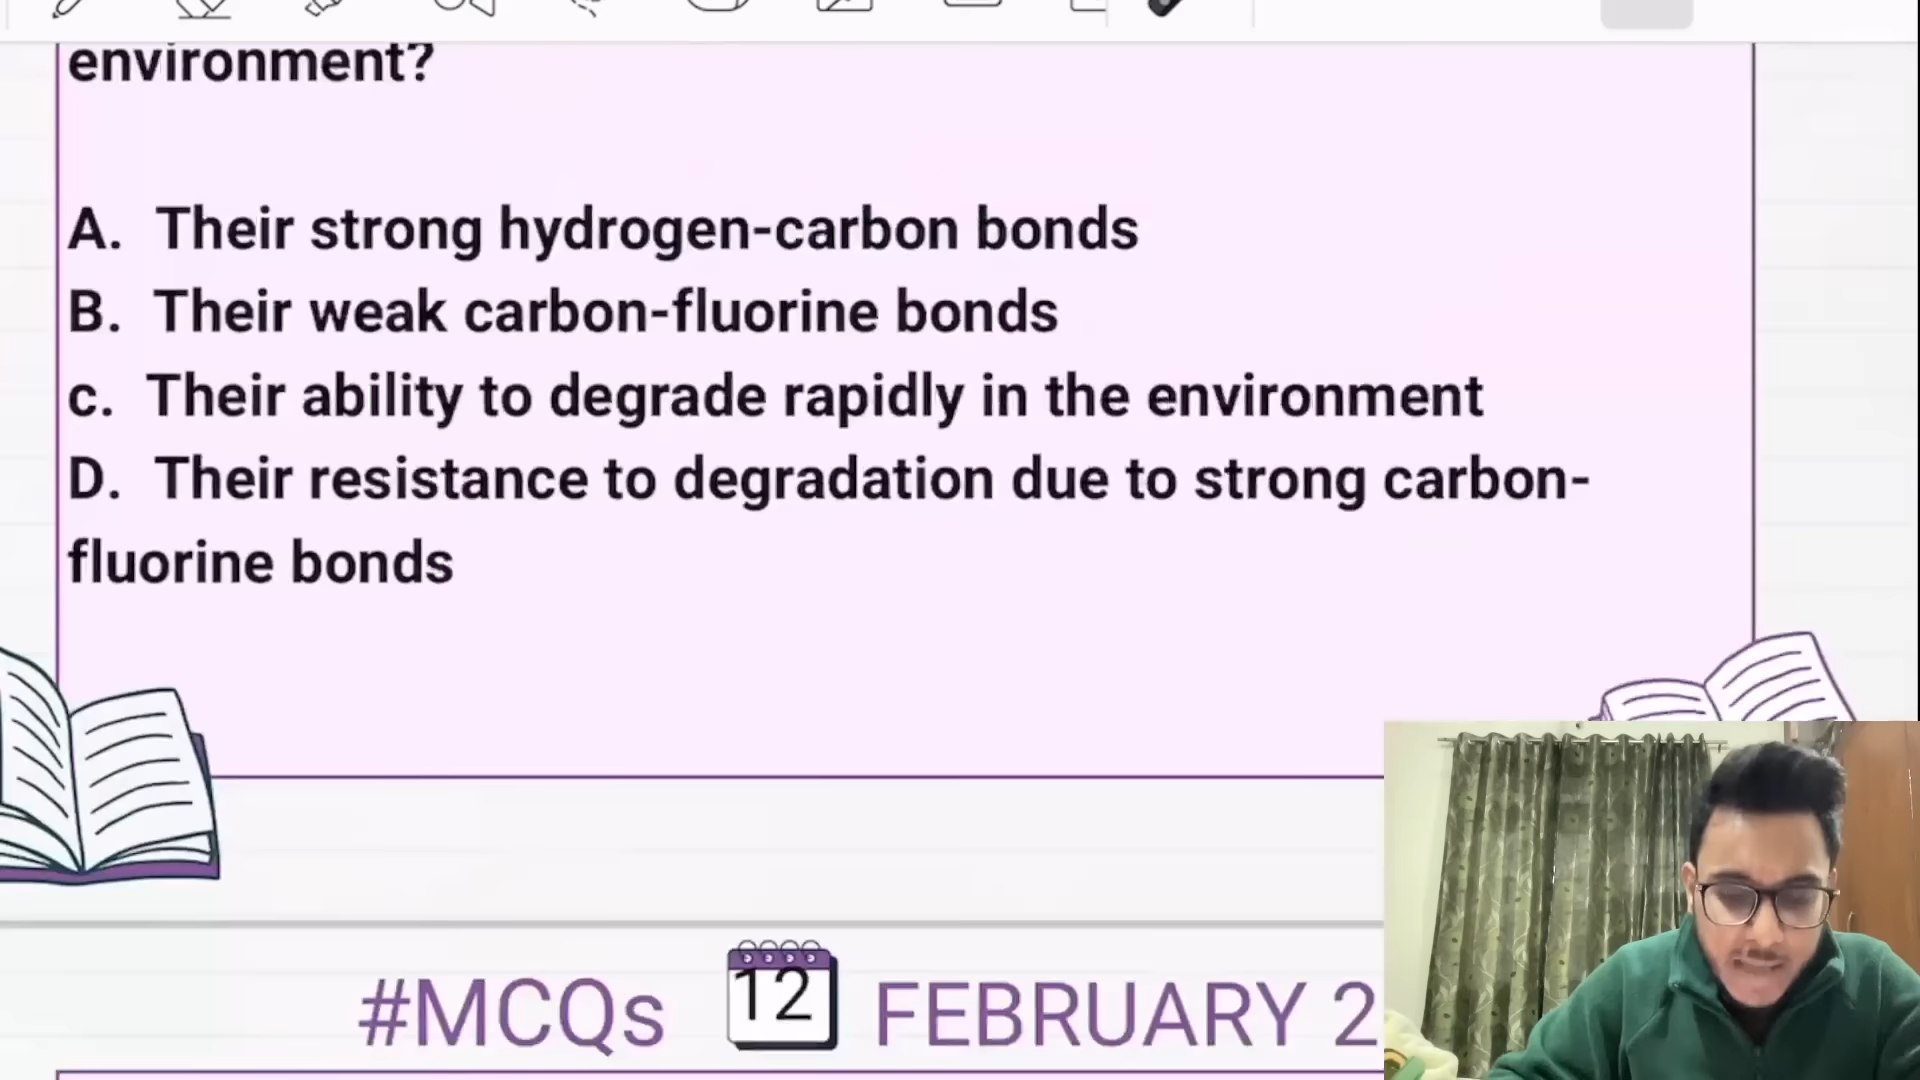 environment?
A. Their strong hydrogen-carbon bonds
B. Their weak carbon-fluorine bonds
c. Their ability to degrade rapidly in the environment
D. Their resistance to degradation due to strong carbon-
fluorine bonds
#MCQs 12 FEBRUARY 2